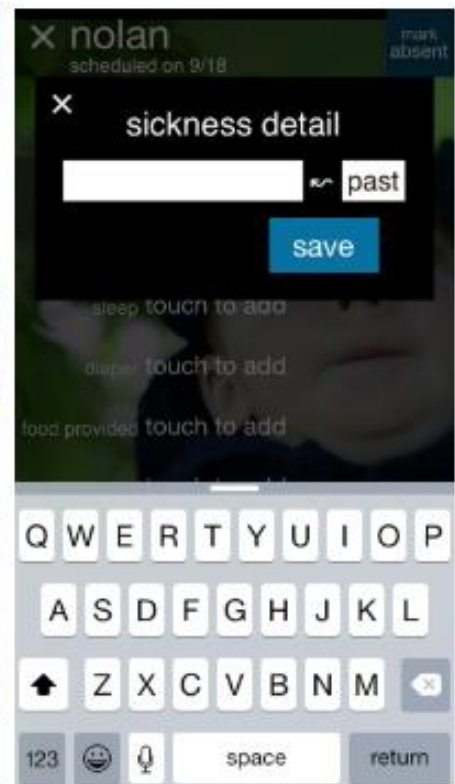 × nolan mark
scheduled on 9/18 absent
×
sickness detail
past
save
sleep touch to add
diaper touch to add
food provided touch to add
Q W E R T Y U I O P
A S D F G H J K L
Z X C V B N M
123 space return